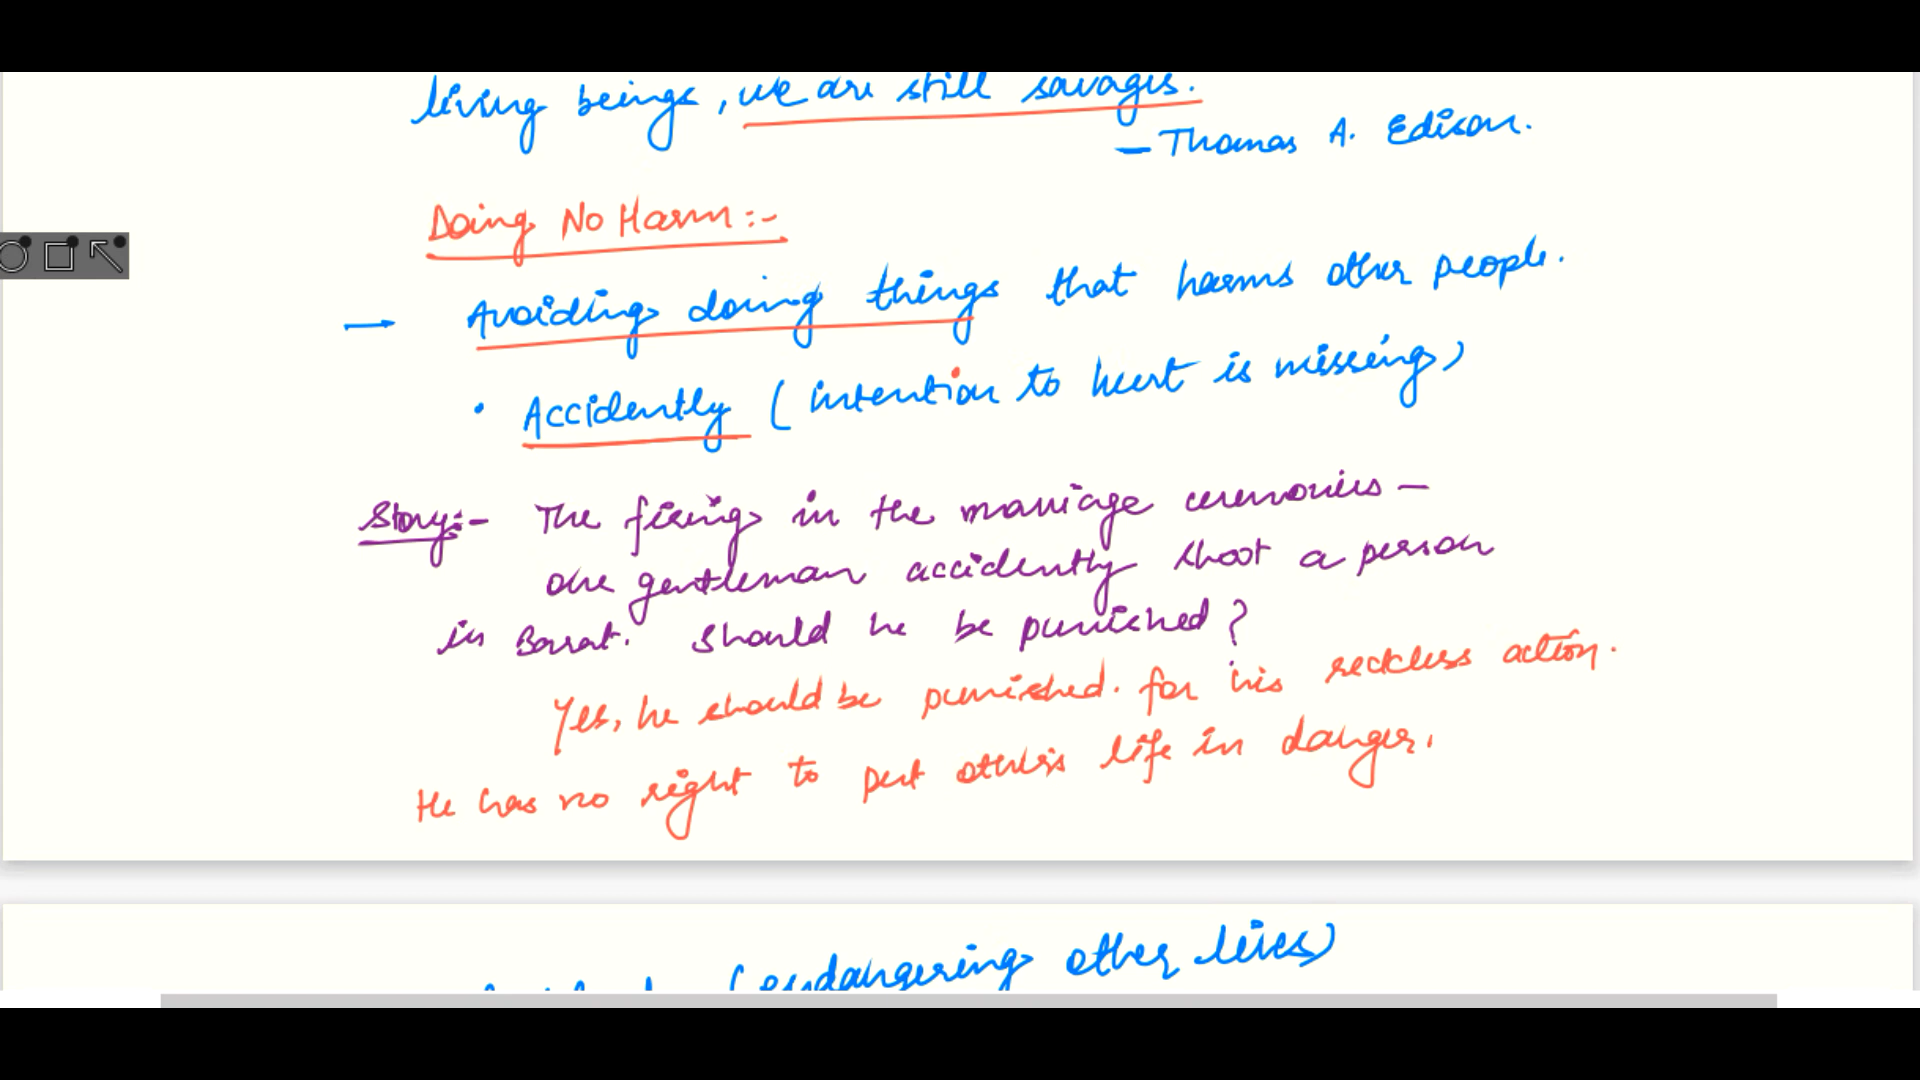 living beings, we are still savages.
- Thomas A. Edison.
Doing No Harm:-
→ Avoiding doing things that harms other people.
• Accidently (intention to hurt is missing)
Story:- The firing in the marriage ceremonies -
one gentleman accidently shoot a person
in Barat. Should he be punished?
Yes, he should be punished. for his reckless action.
He has no right to put other's life in danger.
(endangering other lives)